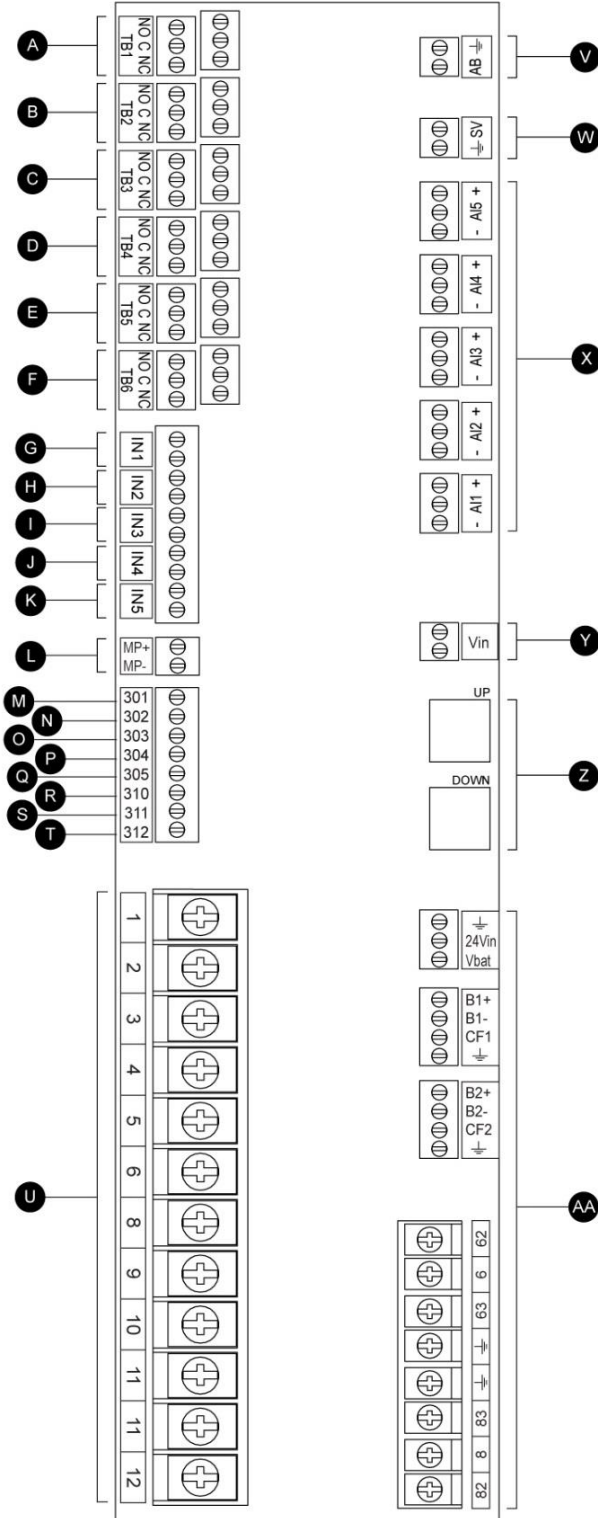 A
NO C NC
TB1
B
NO C NC
TB2
C
NO C NC
TB3
D
NO C NC
TB4
E
NO C NC
TB5
F
NO C NC
TB6
G
IN1
H
IN2
I
IN3
J
IN4
K
IN5
L
MP+
MP-
M
301
N
302
O
303
P
304
Q
305
R
310
S
311
T
312
U
1
2
3
4
5
6
8
9
10
11
11
12
AB ⏚
V
⏚ SV
W
- AI5 +
- AI4 +
- AI3 +
- AI2 +
- AI1 +
X
Vin
Y
UP
DOWN
Z
⏚
24Vin
Vbat
B1+
B1-
CF1
⏚
B2+
B2-
CF2
⏚
AA
62
6
63
⏚
⏚
83
8
82